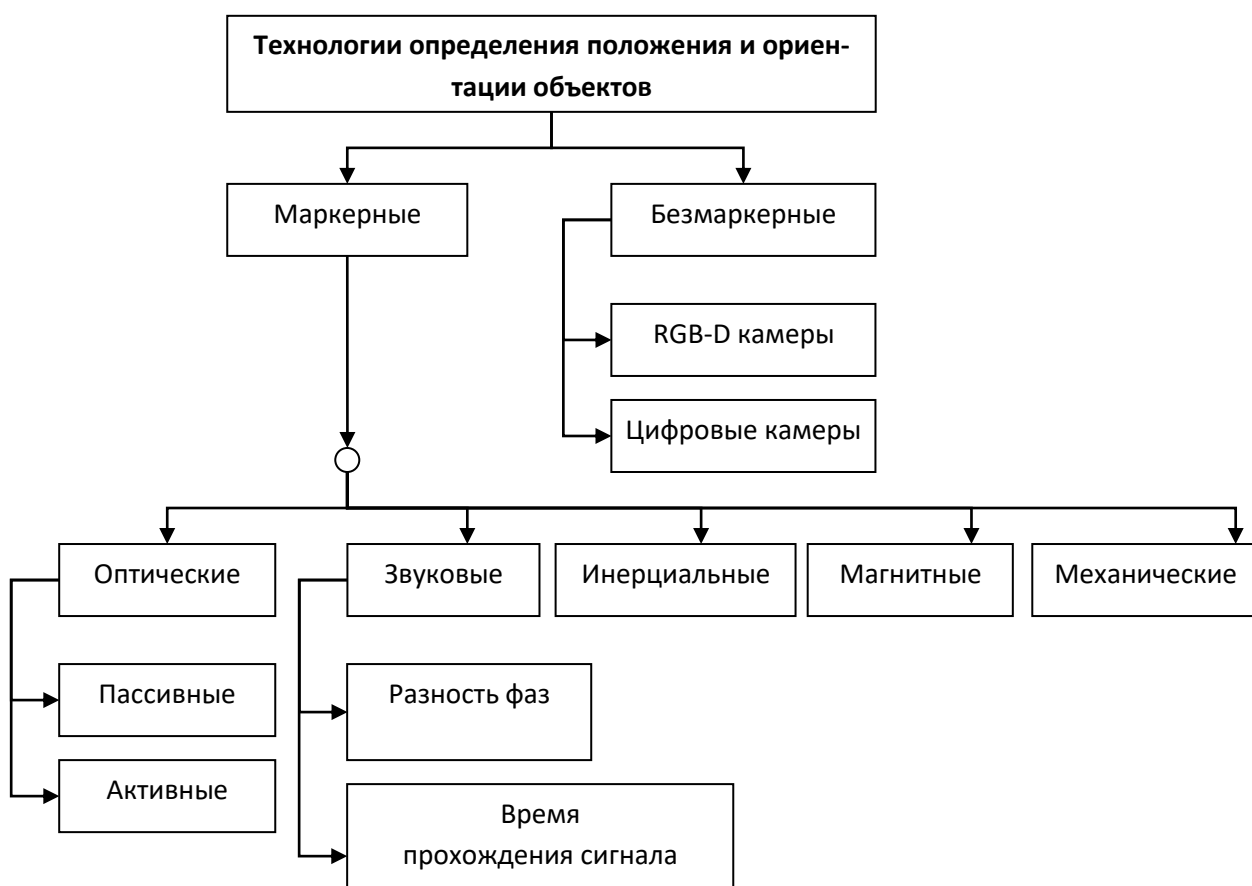 Технологии определения положения и ориен-
тации объектов
Маркерные
Безмаркерные
RGB-D камеры
Цифровые камеры
Оптические
Звуковые
Инерциальные
Магнитные
Механические
Пассивные
Разность фаз
Активные
Время
прохождения сигнала